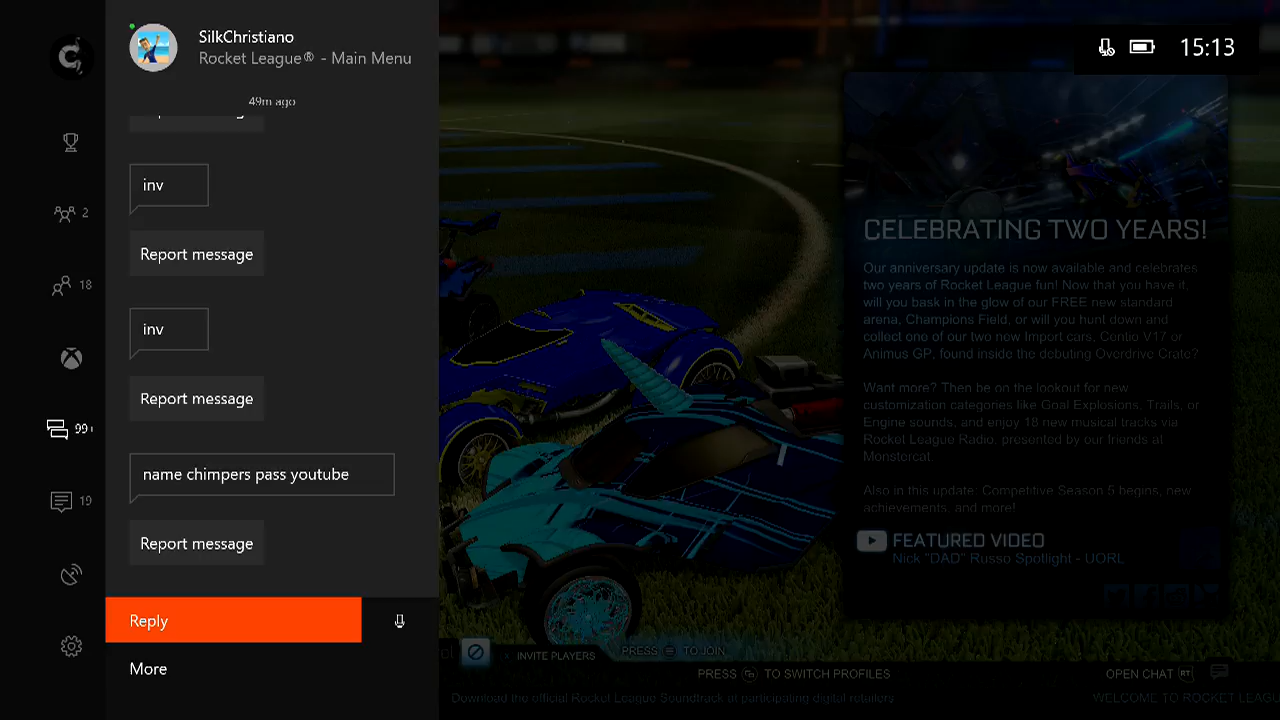 SilkChristiano
Rocket League® - Main Menu
49m ago
inv
Report message
inv
Report message
name chimpers pass youtube
Report message
Reply
More
2
18
99+
19
15:13
CELEBRATING TWO YEARS!
Our anniversary update is now available and celebrates
two years of Rocket League fun! Now that you have it,
will you bask in the glow of our FREE new standard
arena, Champions Field, or will you hunt down and
collect one of our two new Import cars, Centio V17 or
Animus GP, found inside the debuting Overdrive Crate?
Want more? Then be on the lookout for new
customization categories like Goal Explosions, Trails, or
Engine sounds, and enjoy 18 new musical tracks via
Rocket League Radio, presented by our friends at
Monstercat.
Also in this update: Competitive Season 5 begins, new
achievements, and more!
FEATURED VIDEO
Nick "DAD" Russo Spotlight - UORL
INVITE PLAYERS
PRESS TO JOIN
PRESS TO SWITCH PROFILES
OPEN CHAT RT
Download the official Rocket League Soundtrack at participating digital retailers
WELCOME TO ROCKET LEAG